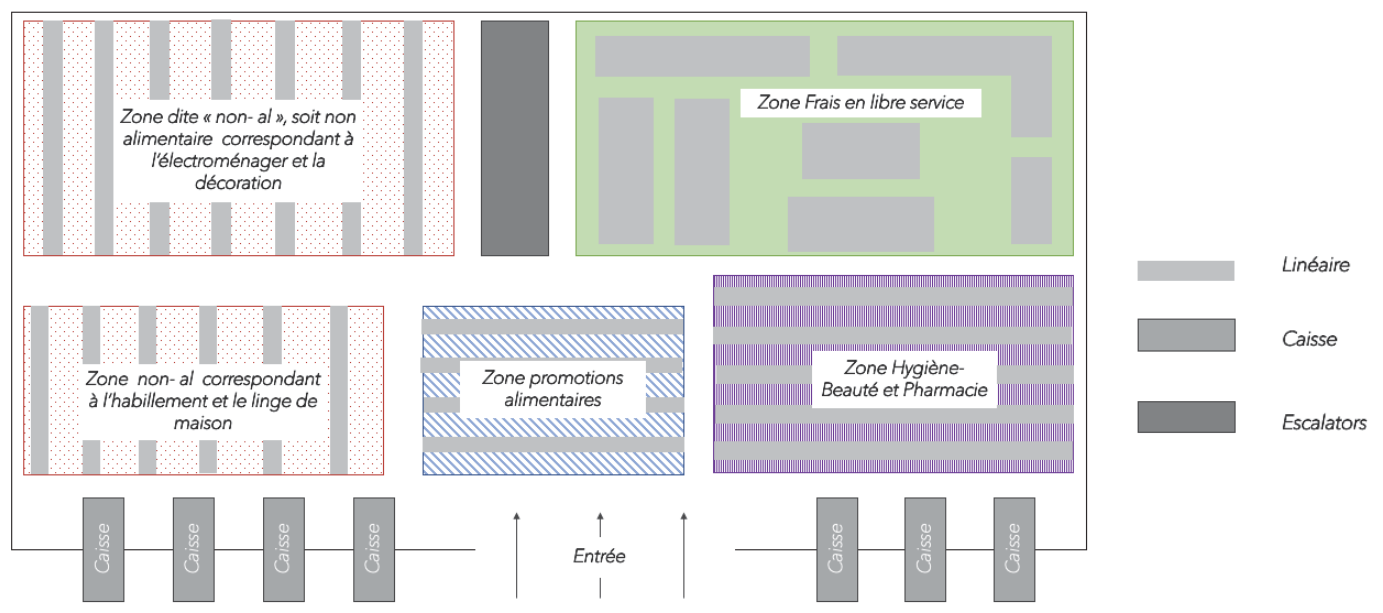 Zone dite « non- al », soit non
alimentaire correspondant à
l'électroménager et la
décoration
Zone Frais en libre service
Linéaire
Caisse
Escalators
Zone non- al correspondant
à l'habillement et le linge de
maison
Zone promotions
alimentaires
Zone Hygiène-
Beauté et Pharmacie
Caisse
Caisse
Caisse
Caisse
Entrée
Caisse
Caisse
Caisse